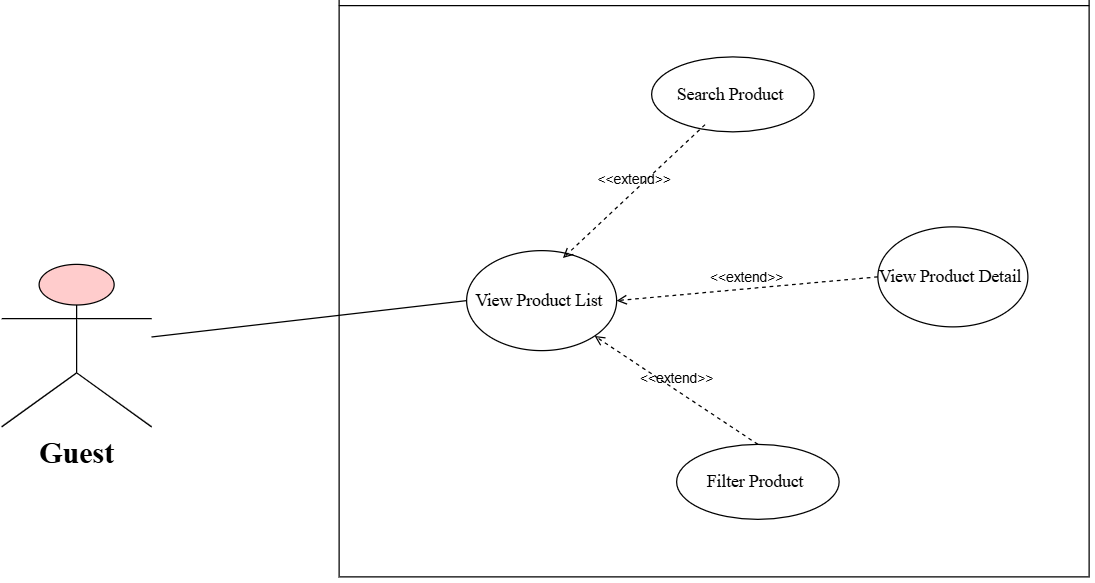 Search Product
<<extend>>
<<extend>>
View Product Detail
View Product List
<<extend>>
Guest
Filter Product